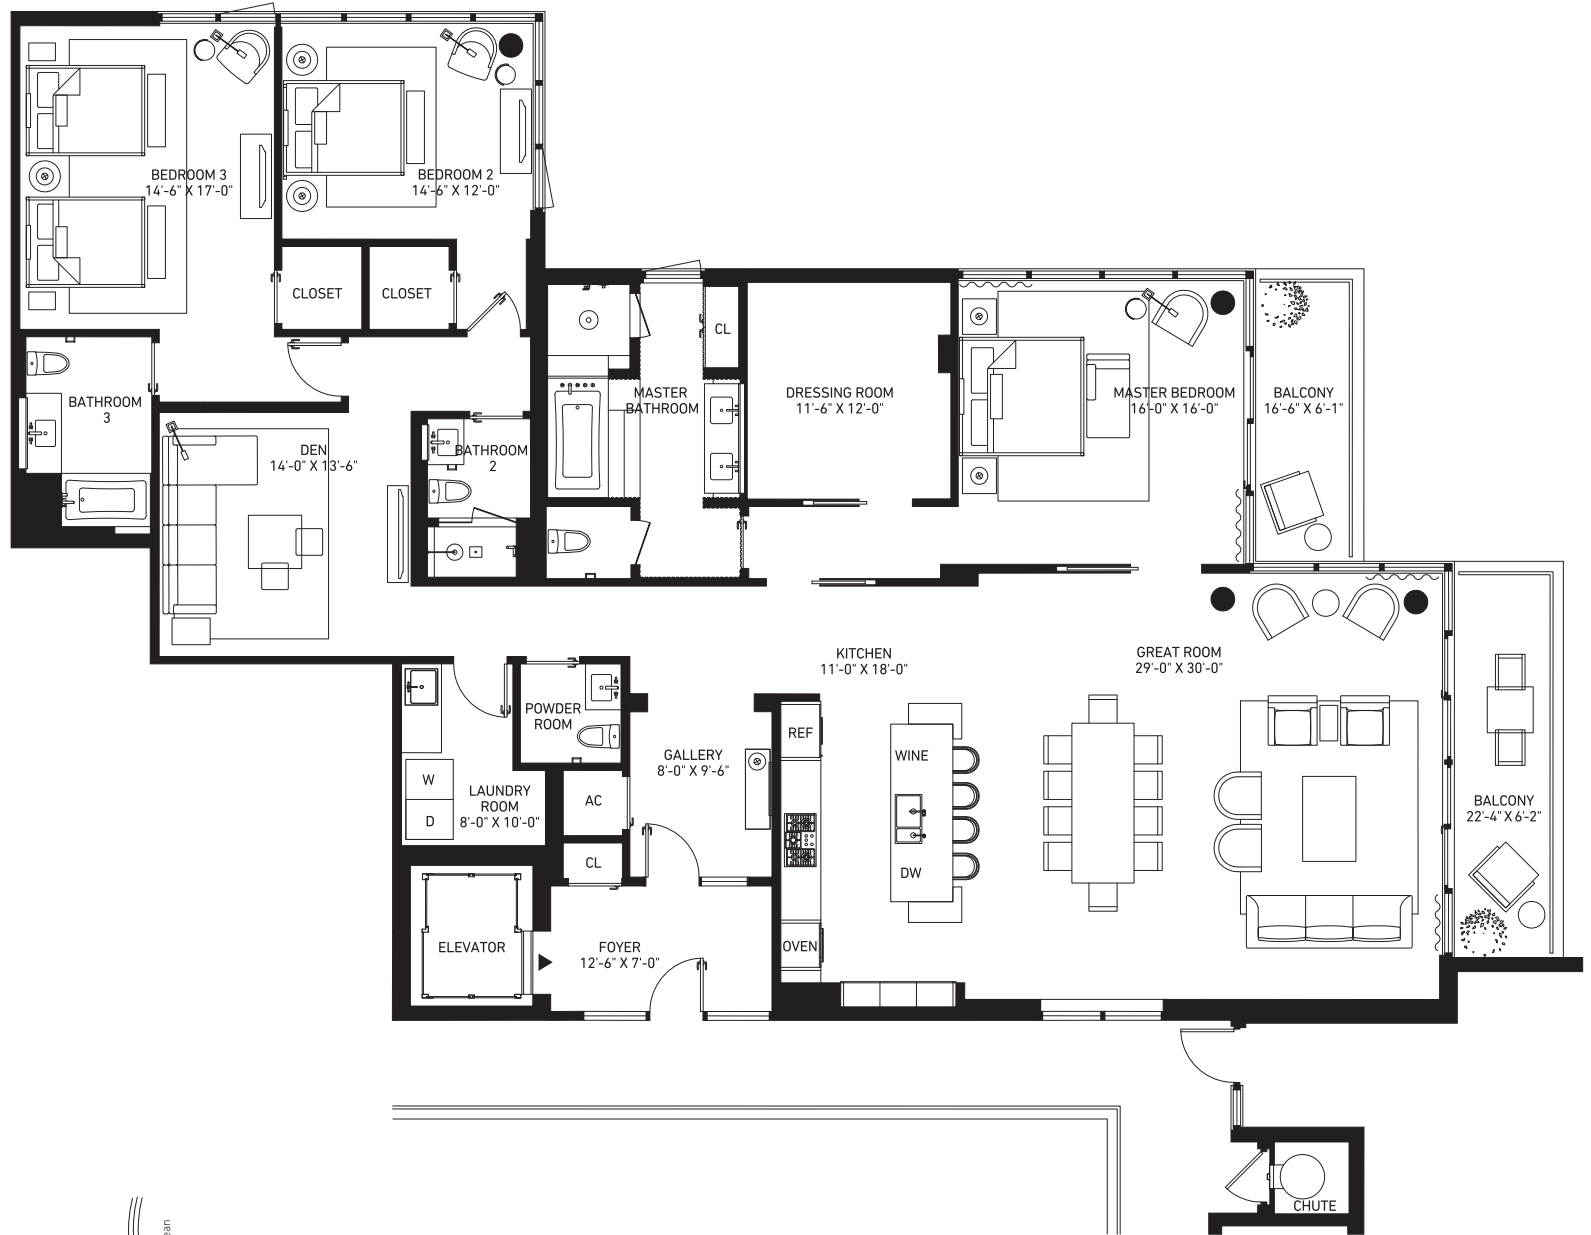 BEDROOM 3
14'-6" X 17'-0"
BEDROOM 2
14'-6" X 12'-0"
CLOSET
CLOSET
CL
BATHROOM
3
DEN
14'-0" X 13'-6"
BATHROOM
2
MASTER
BATHROOM
DRESSING ROOM
11'-6" X 12'-0"
MASTER BEDROOM
16'-0" X 16'-0"
BALCONY
16'-6" X 6'-1"
KITCHEN
11'-0" X 18'-0"
GREAT ROOM
29'-0" X 30'-0"
POWDER
ROOM
GALLERY
8'-0" X 9'-6"
REF
WINE
W
D
LAUNDRY
ROOM
8'-0" X 10'-0"
AC
CL
DW
BALCONY
22'-4" X 6'-2"
ELEVATOR
FOYER
12'-6" X 7'-0"
OVEN
CHUTE
ean